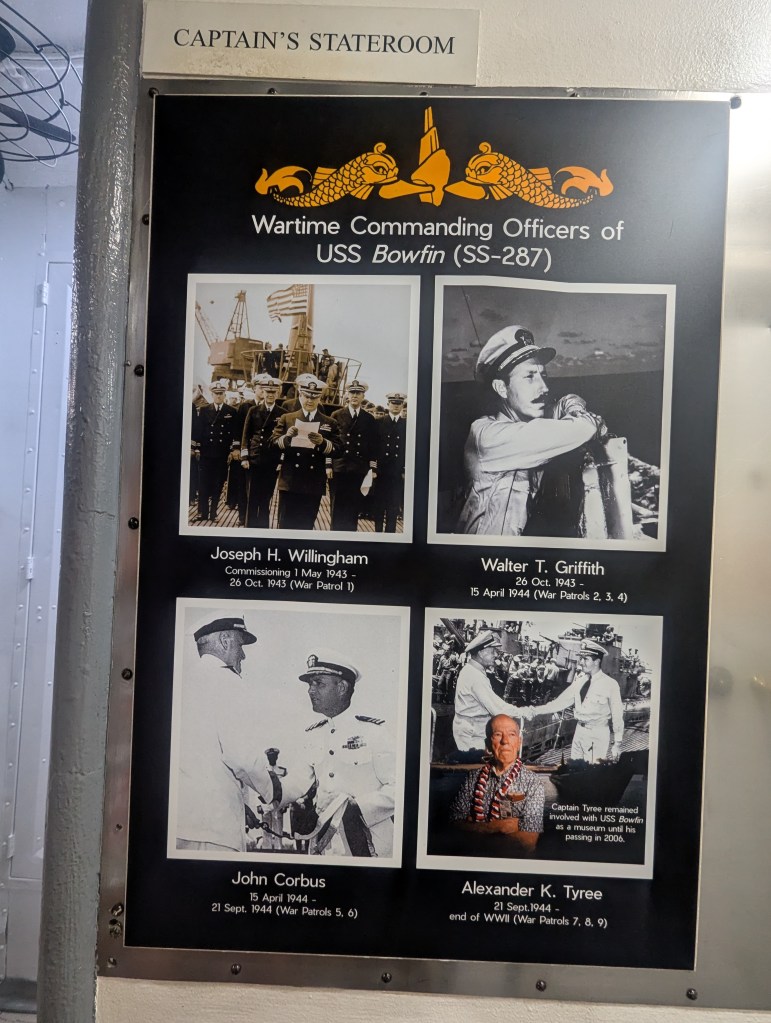 CAPTAIN'S STATEROOM
Wartime Commanding Officers of
USS Bowfin (SS-287)
Joseph H. Willingham
Commissioning 1 May 1943 -
26 Oct. 1943 (War Patrol 1)
Walter T. Griffith
26 Oct. 1943 -
15 April 1944 (War Patrols 2, 3, 4)
John Corbus
15 April 1944 -
21 Sept. 1944 (War Patrols 5, 6)
Captain Tyree remained
involved with USS Bowfin
as a museum until his
passing in 2006.
Alexander K. Tyree
21 Sept.1944 -
end of WWII (War Patrols 7, 8, 9)